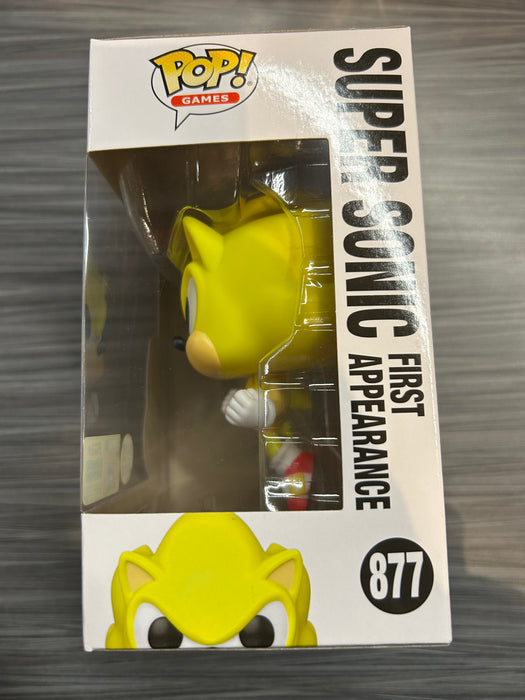 POP!
GAMES
SUPER SONIC
FIRST
APPEARANCE
877